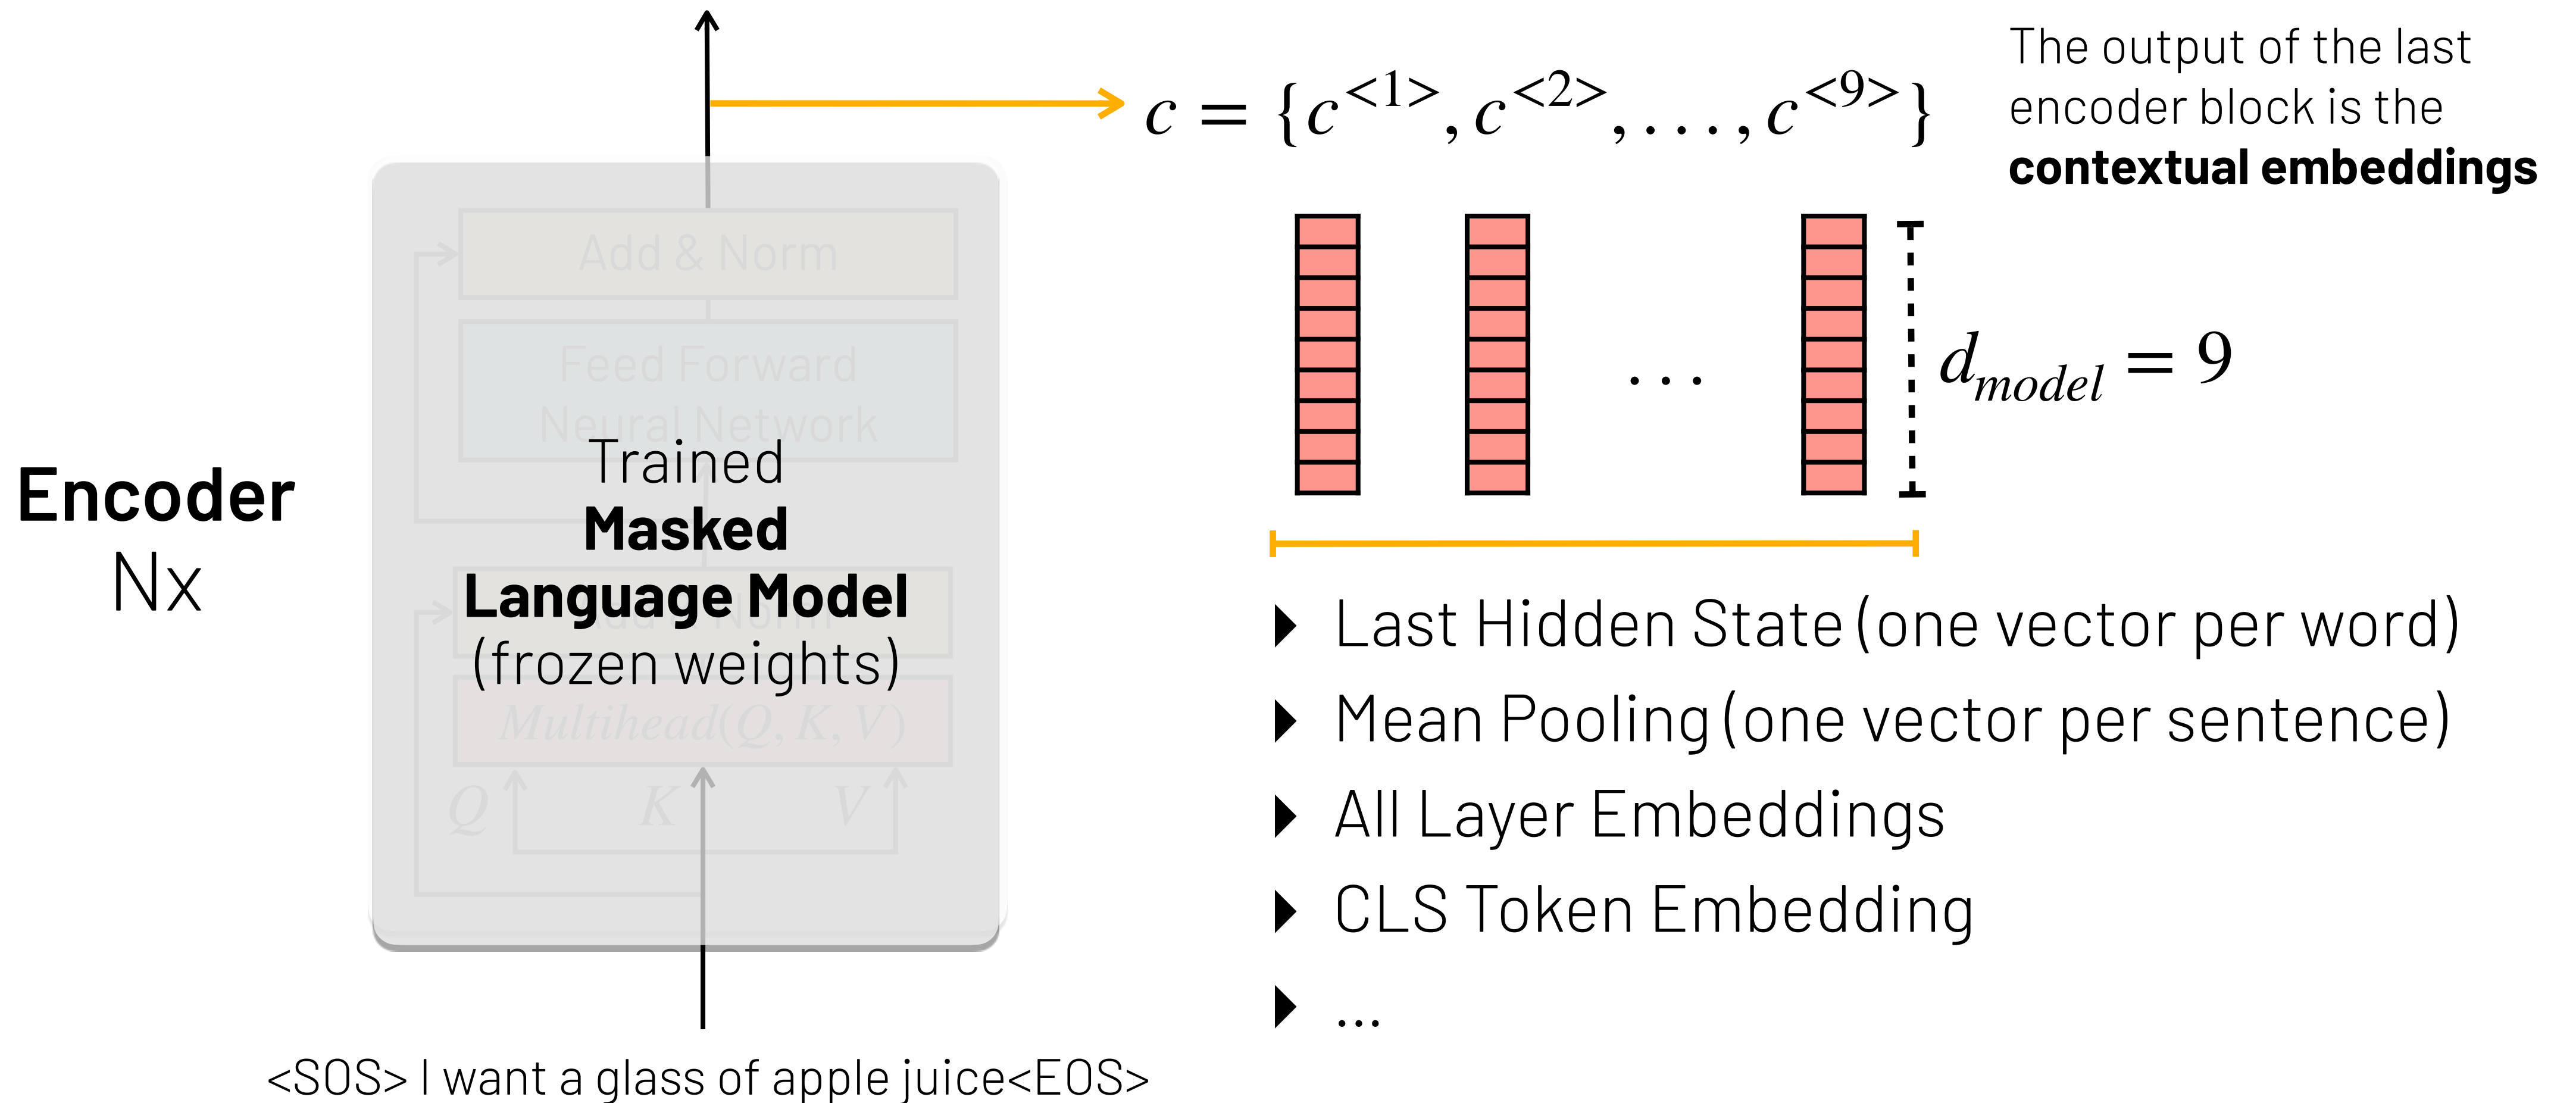 c = {c^<1>, c^<2>, . . . , c^<9>}
The output of the last
encoder block is the
contextual embeddings
Add & Norm
Feed Forward
Neural Network
Trained
Masked
Language Model
(frozen weights)
Add & Norm
Multihead(Q, K, V)
Q K V
Encoder
Nx
. . .
d_model = 9
Last Hidden State (one vector per word)
Mean Pooling (one vector per sentence)
All Layer Embeddings
CLS Token Embedding
...
<SOS> I want a glass of apple juice<EOS>